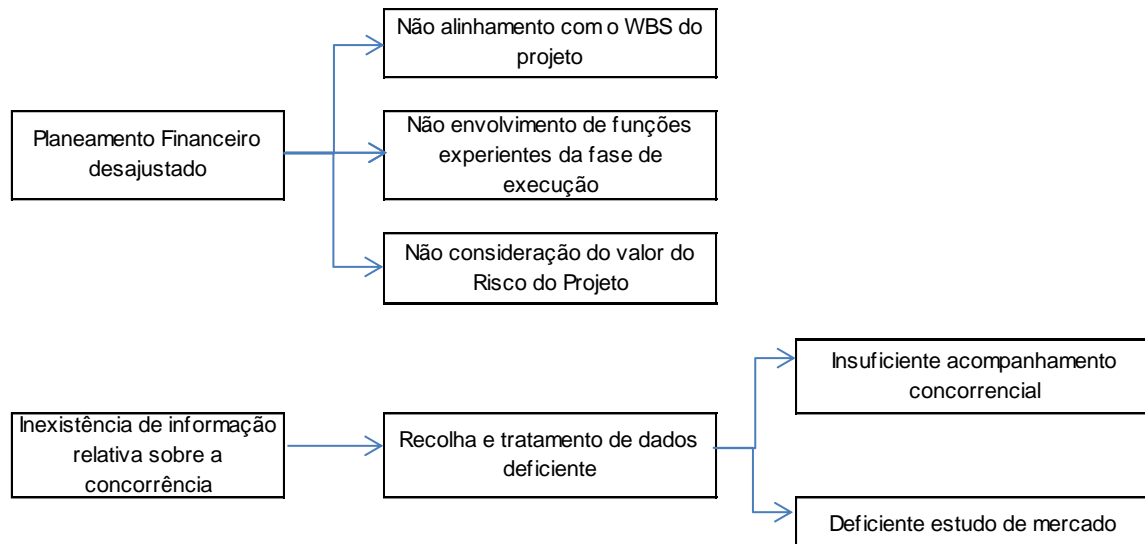 Não alinhamento com o WBS do
projeto
Planeamento Financeiro
desajustado
Não envolvimento de funções
experientes da fase de
execução
Não consideração do valor do
Risco do Projeto
Insuficiente acompanhamento
concorrencial
Inexistência de informação
relativa sobre a
concorrência
Recolha e tratamento de dados
deficiente
Deficiente estudo de mercado